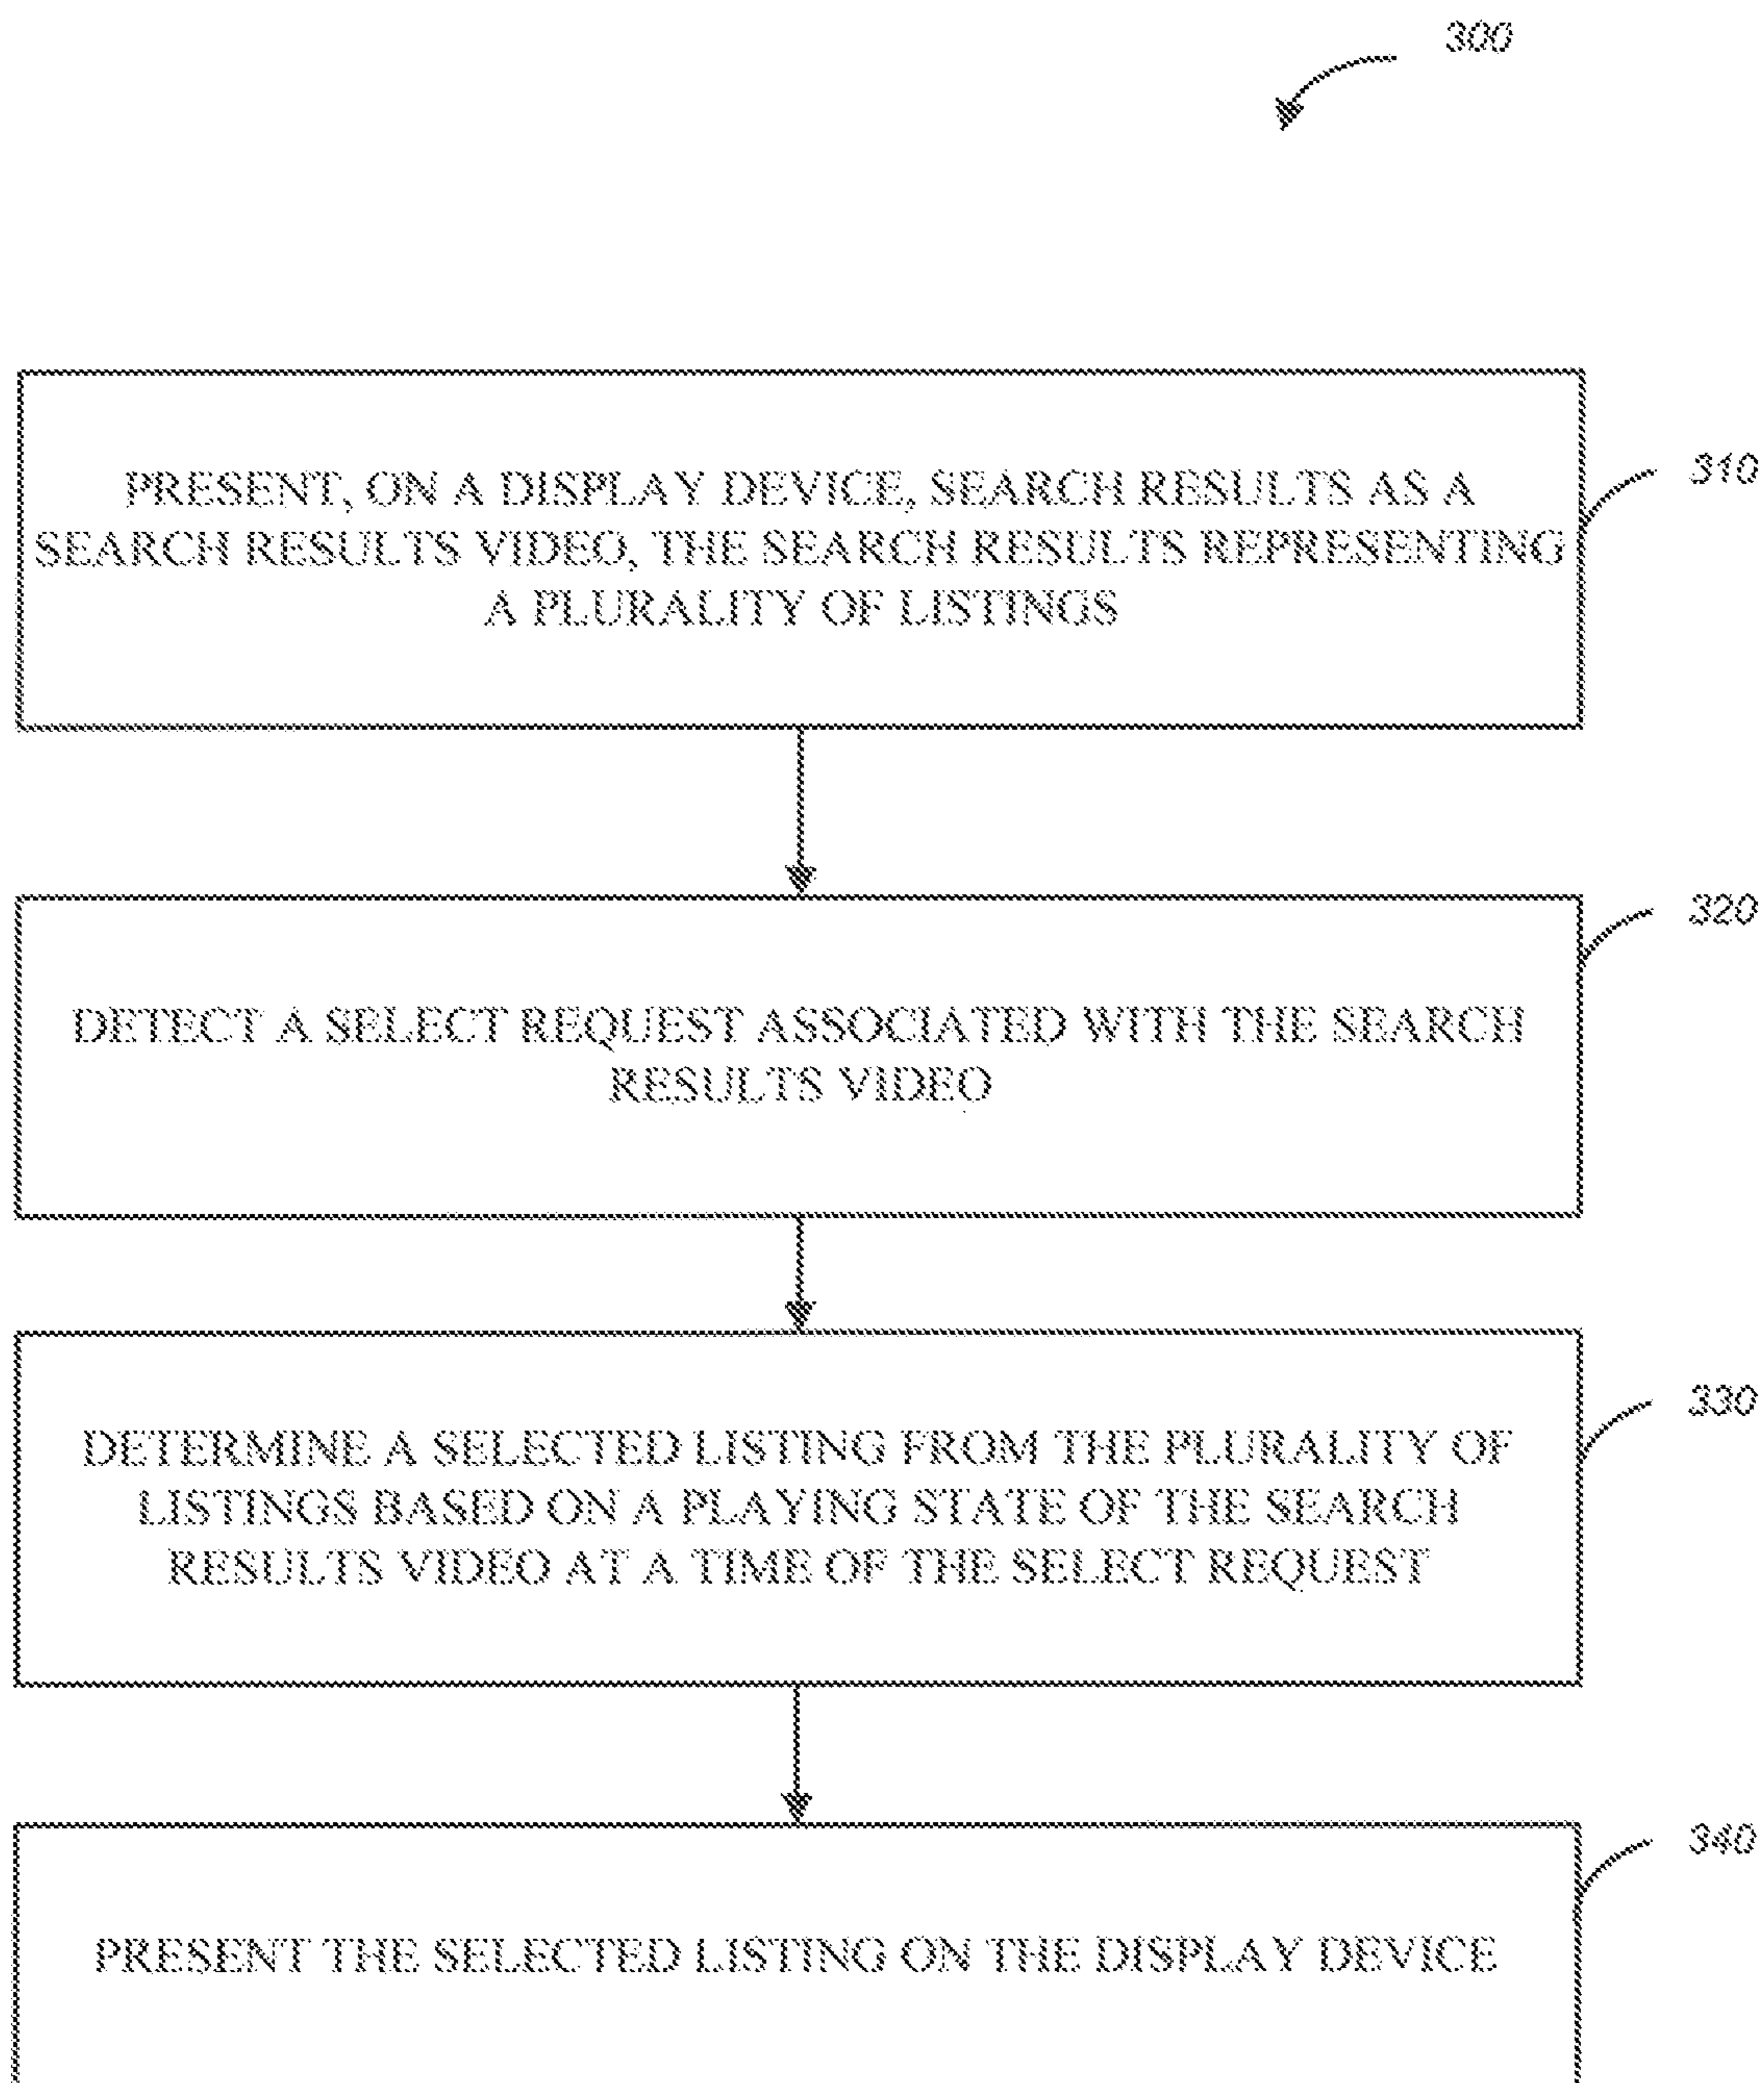 300
PRESENT, ON A DISPLAY DEVICE, SEARCH RESULTS AS A
SEARCH RESULTS VIDEO, THE SEARCH RESULTS REPRESENTING
A PLURALITY OF LISTINGS
310
DETECT A SELECT REQUEST ASSOCIATED WITH THE SEARCH
RESULTS VIDEO
320
DETERMINE A SELECTED LISTING FROM THE PLURALITY OF
LISTINGS BASED ON A PLAYING STATE OF THE SEARCH
RESULTS VIDEO AT A TIME OF THE SELECT REQUEST
330
PRESENT THE SELECTED LISTING ON THE DISPLAY DEVICE
340